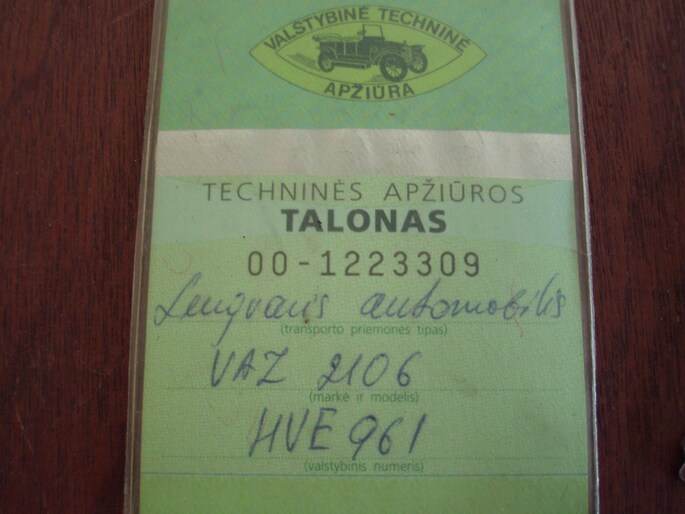 VALSTYBINĖ TECHNINĖ
APŽIŪRA
TECHNINĖS APŽIŪROS
TALONAS
00-1223309
Lengvasis automobilis
(transporto priemonės tipas)
VAZ 2106
(markė ir modelis)
HVE 961
(valstybinis numeris)